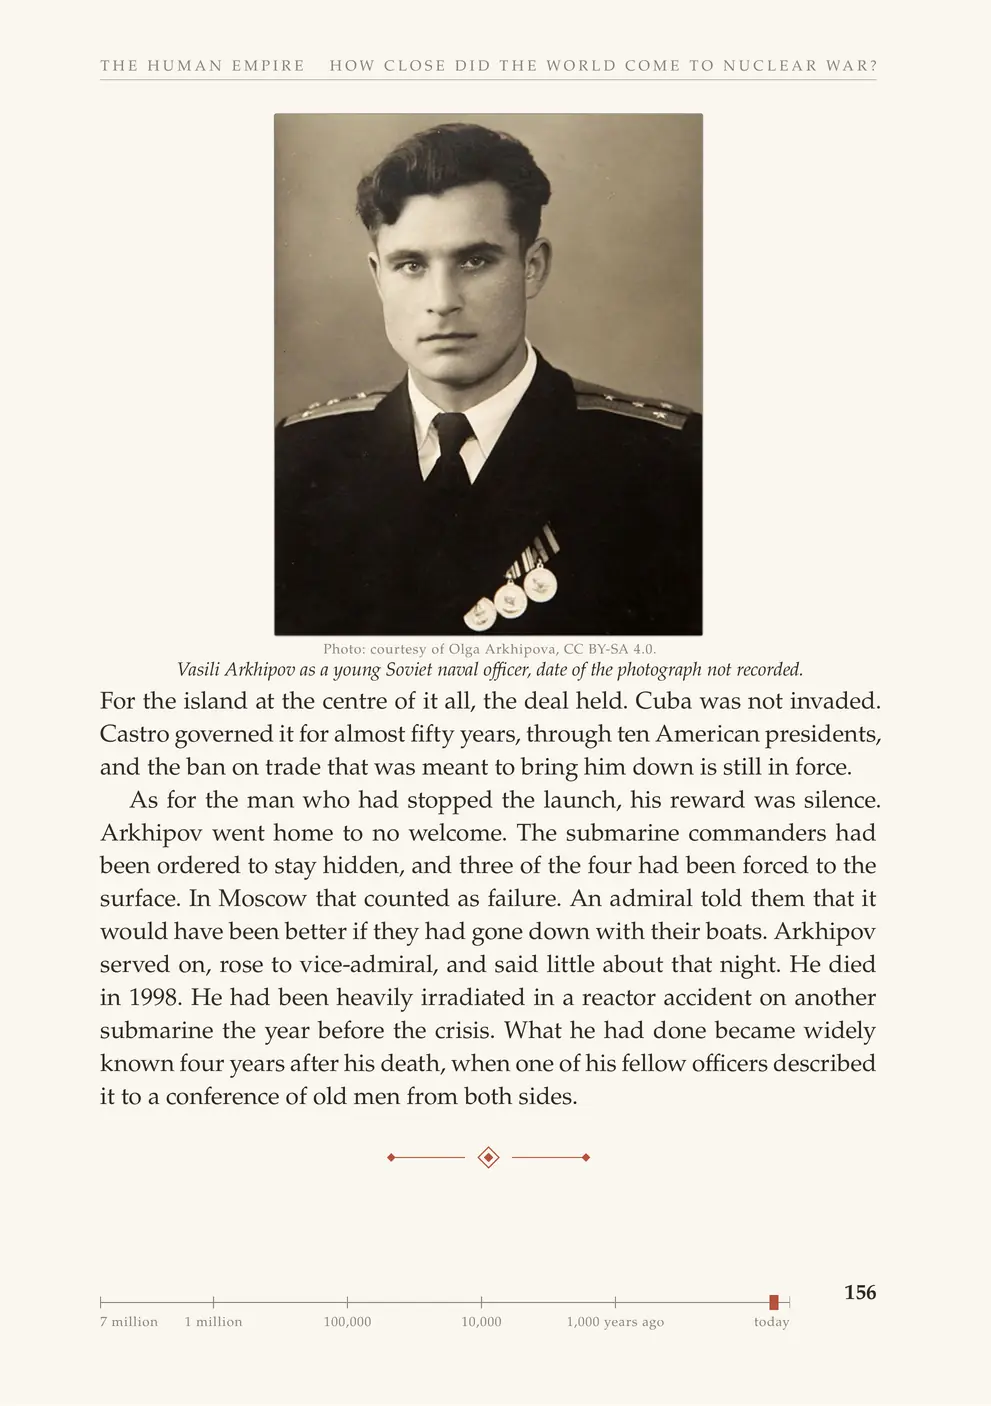 THE HUMAN EMPIRE HOW CLOSE DID THE WORLD COME TO NUCLEAR WAR?
Photo: courtesy of Olga Arkhipova, CC BY-SA 4.0.
Vasili Arkhipov as a young Soviet naval officer, date of the photograph not recorded.
For the island at the centre of it all, the deal held. Cuba was not invaded.
Castro governed it for almost fifty years, through ten American presidents,
and the ban on trade that was meant to bring him down is still in force.
As for the man who had stopped the launch, his reward was silence.
Arkhipov went home to no welcome. The submarine commanders had
been ordered to stay hidden, and three of the four had been forced to the
surface. In Moscow that counted as failure. An admiral told them that it
would have been better if they had gone down with their boats. Arkhipov
served on, rose to vice-admiral, and said little about that night. He died
in 1998. He had been heavily irradiated in a reactor accident on another
submarine the year before the crisis. What he had done became widely
known four years after his death, when one of his fellow officers described
it to a conference of old men from both sides.
156
7 million 1 million 100,000 10,000 1,000 years ago today